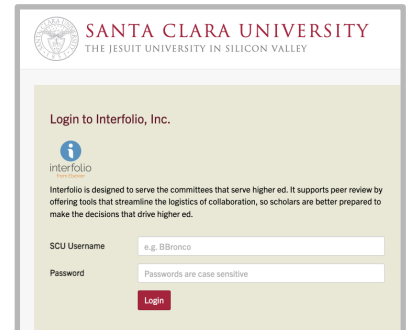 SANTA CLARA UNIVERSITY
THE JESUIT UNIVERSITY IN SILICON VALLEY
Login to Interfolio, Inc.
interfolio
from Elsevier
Interfolio is designed to serve the committees that serve higher ed. It supports peer review by
offering tools that streamline the logistics of collaboration, so scholars are better prepared to
make the decisions that drive higher ed.
SCU Username
e.g. BBronco
Password
Passwords are case sensitive
Login